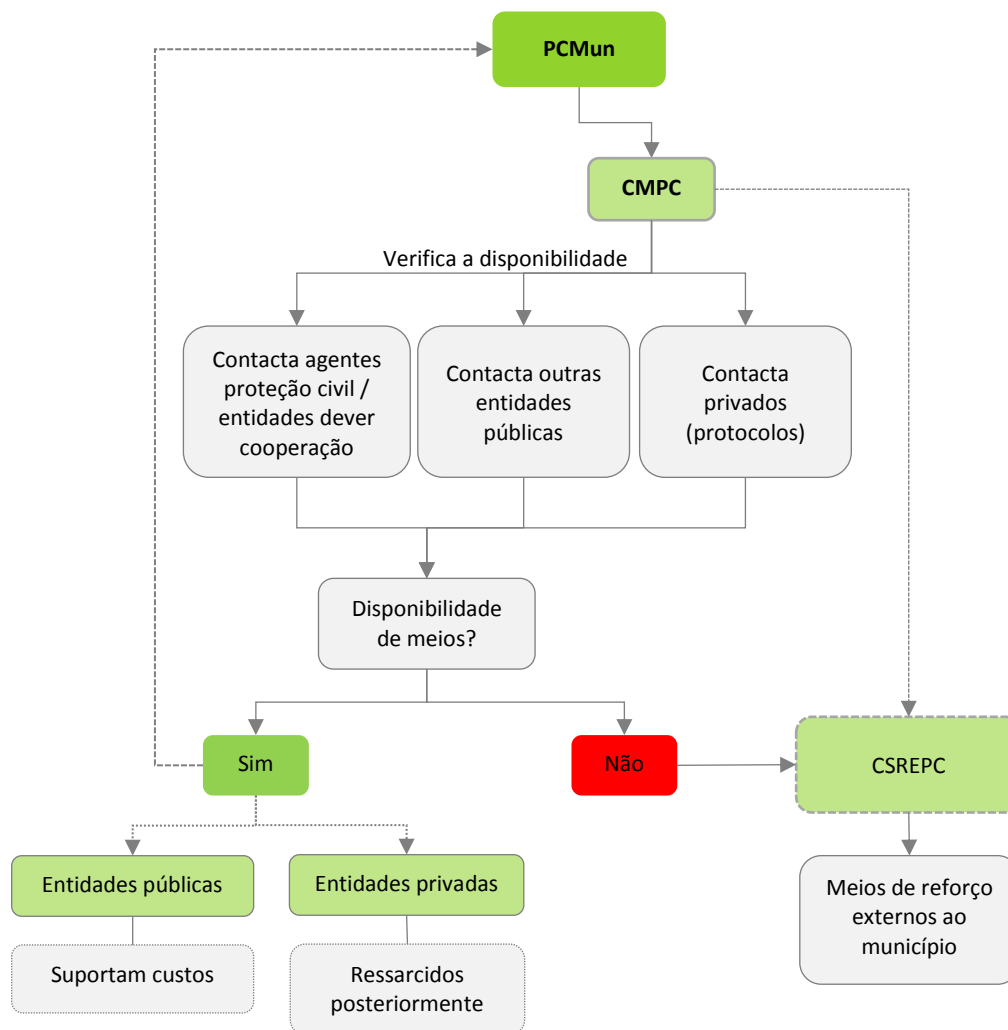 PCMun
CMPC
Verifica a disponibilidade
Contacta agentes
proteção civil /
entidades dever
cooperação
Contacta outras
entidades
públicas
Contacta
privados
(protocolos)
Disponibilidade
de meios?
Sim
Não
CSREPC
Entidades públicas
Entidades privadas
Suportam custos
Ressarcidos
posteriormente
Meios de reforço
externos ao
município